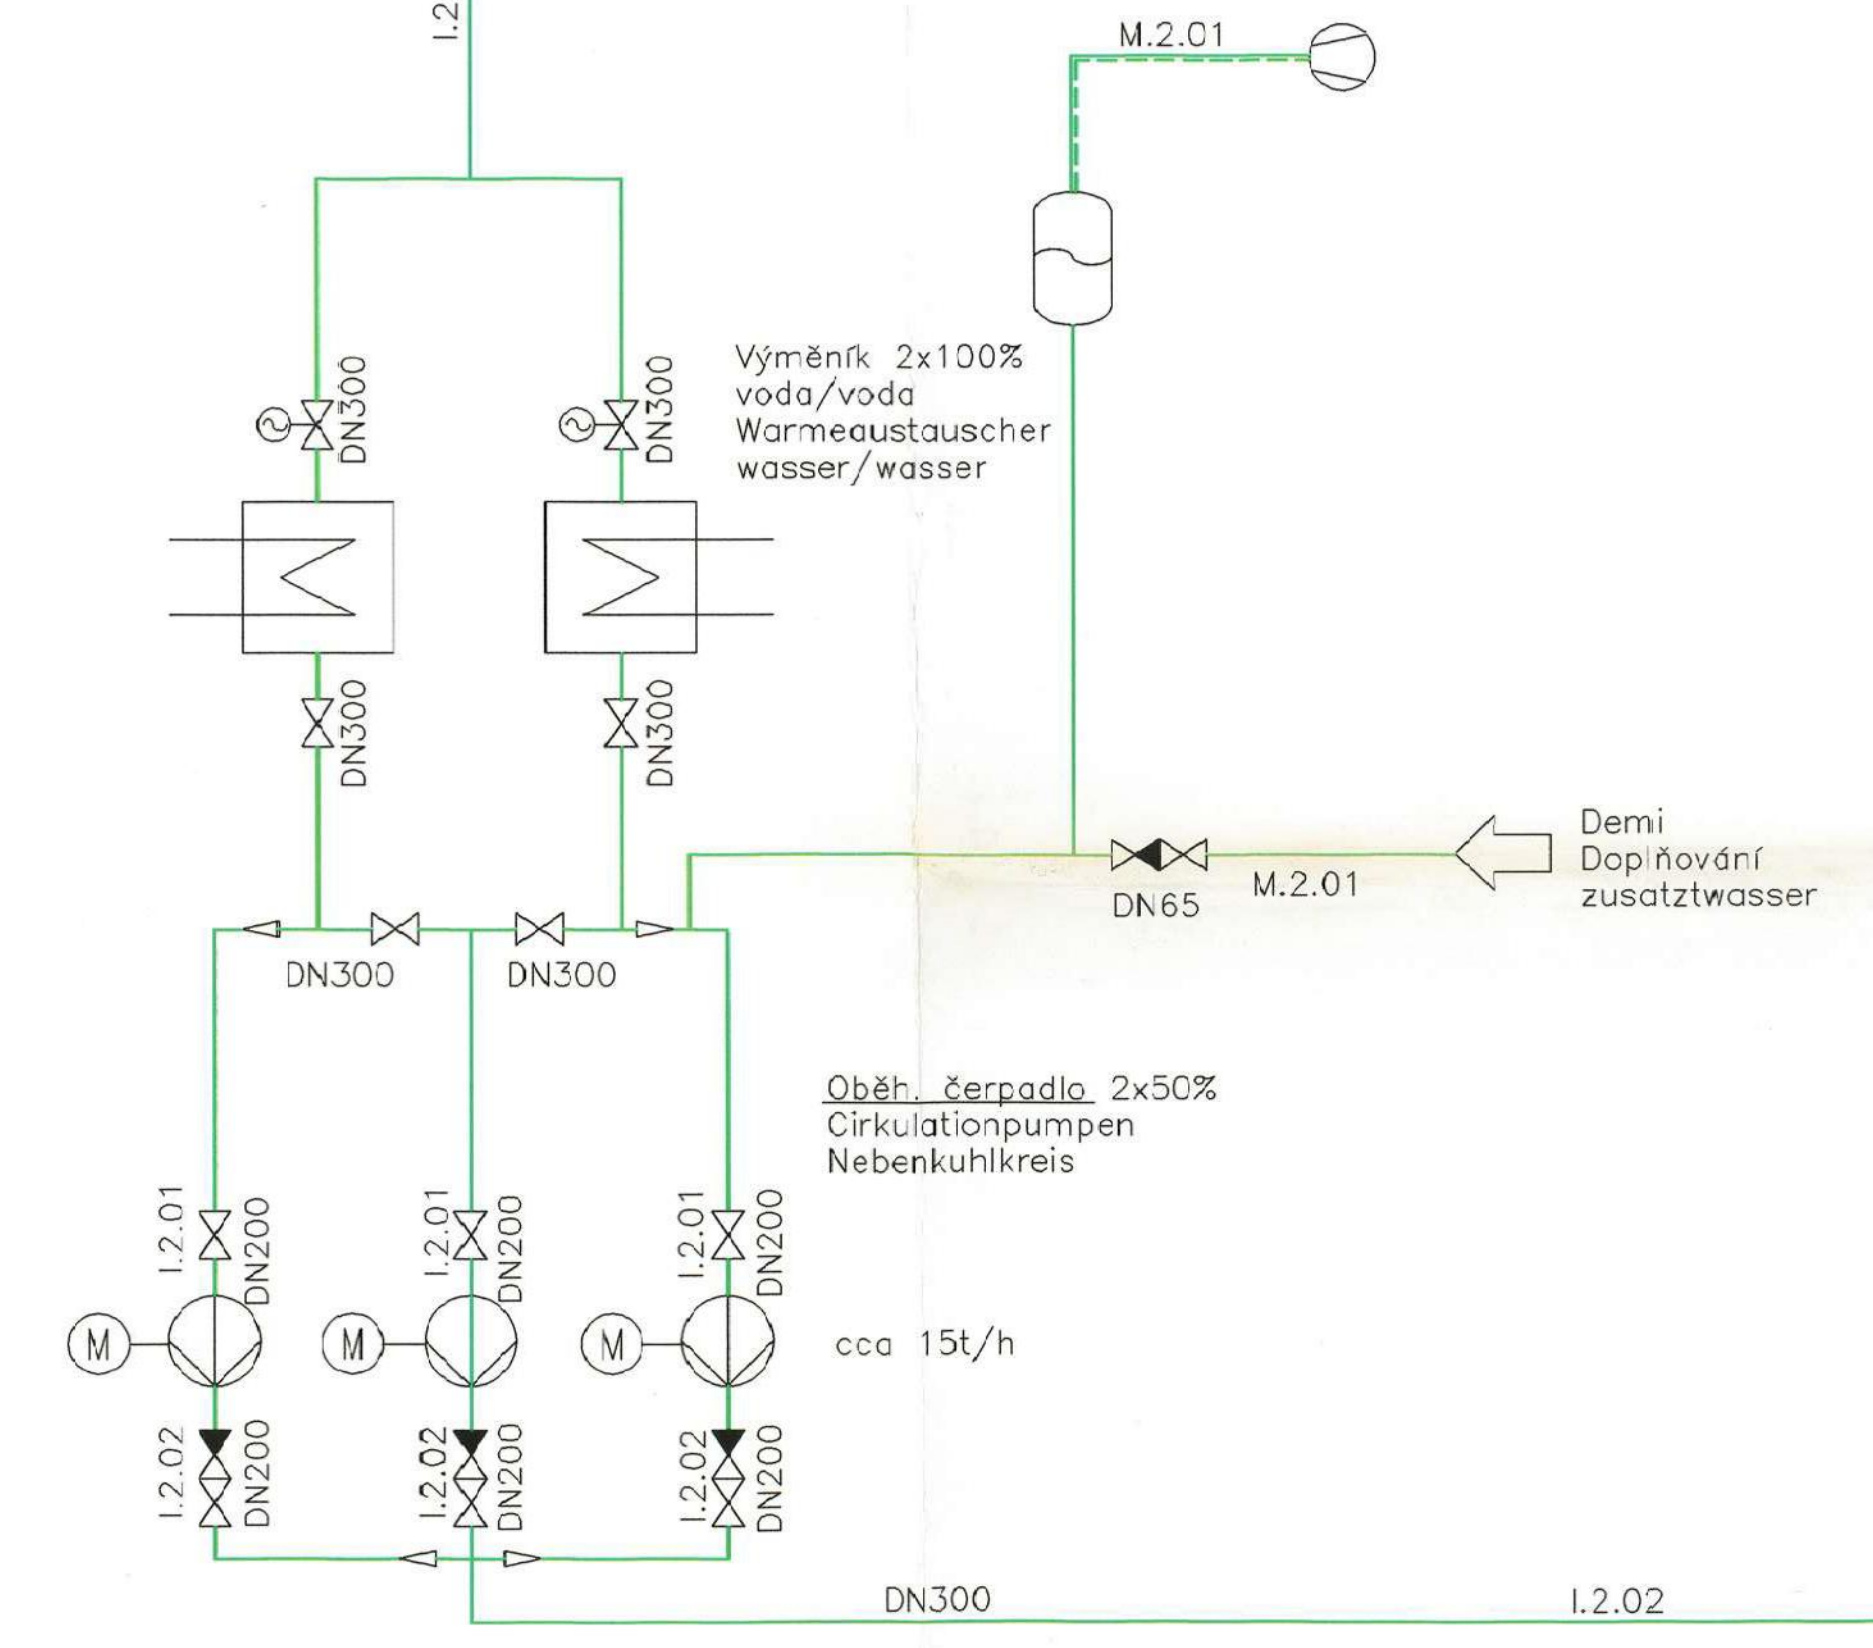 I.2
M.2.01
DN300
DN300
Výměník 2x100%
voda/voda
Warmeaustauscher
wasser/wasser
DN300
DN300
Demi
Doplňování
zusatztwasser
M.2.01
DN65
DN300
DN300
Oběh. čerpadlo 2x50%
Cirkulationpumpen
Nebenkuhlkreis
I.2.01
DN200
I.2.01
DN200
I.2.01
DN200
M
M
M
cca 15t/h
I.2.02
DN200
I.2.02
DN200
I.2.02
DN200
DN300
I.2.02